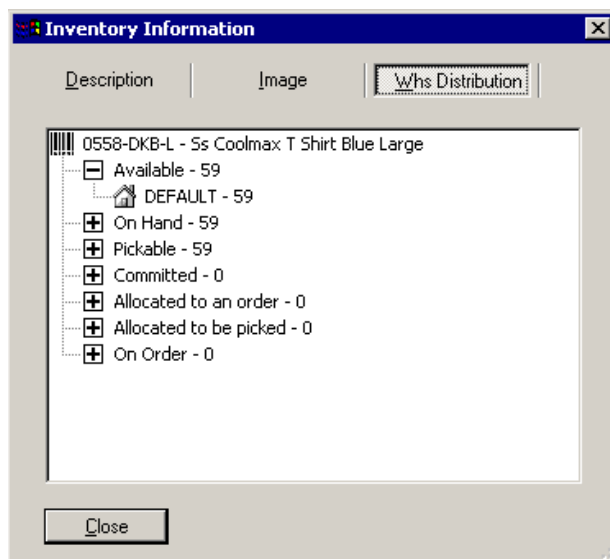 Inventory Information
Description Image Whs Distribution
0558-DKB-L - Ss Coolmax T Shirt Blue Large
Available - 59
DEFAULT - 59
On Hand - 59
Pickable - 59
Committed - 0
Allocated to an order - 0
Allocated to be picked - 0
On Order - 0
Close